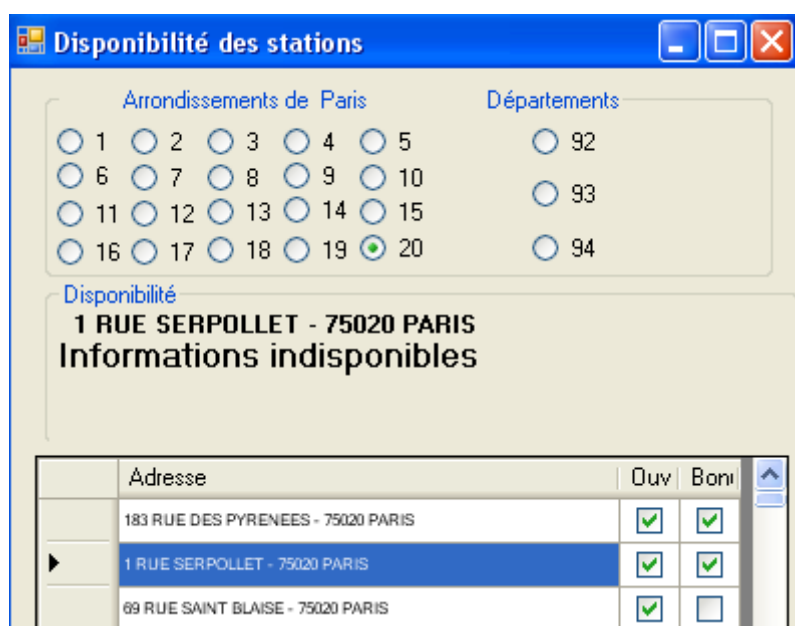 Disponibilité des stations
Arrondissements de Paris Départements
1 2 3 4 5 92
6 7 8 9 10
93
11 12 13 14 15
16 17 18 19 20 94
Disponibilité
1 RUE SERPOLLET - 75020 PARIS
Informations indisponibles
Adresse Ouv Bonu
183 RUE DES PYRENEES - 75020 PARIS
1 RUE SERPOLLET - 75020 PARIS
69 RUE SAINT BLAISE - 75020 PARIS